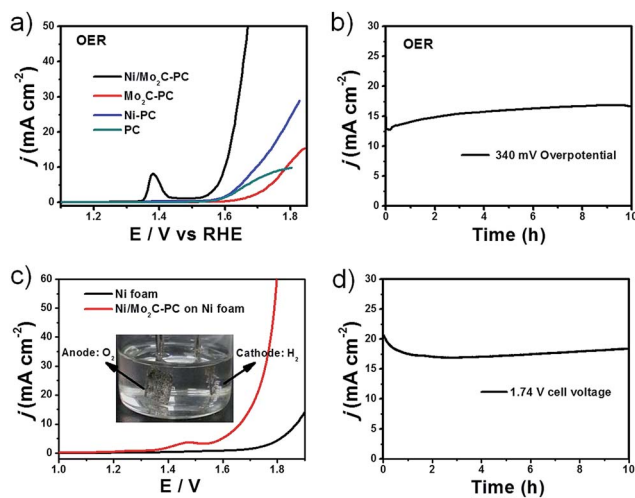 a)
OER
Ni/Mo₂C-PC
Mo₂C-PC
Ni-PC
PC
50
40
30
20
10
0
j (mA cm⁻²)
1.2 1.4 1.6 1.8
E / V vs RHE
b)
OER
340 mV Overpotential
30
25
20
15
10
5
0
j (mA cm⁻²)
0 2 4 6 8 10
Time (h)
c)
Ni foam
Ni/Mo₂C-PC on Ni foam
Anode: O₂
Cathode: H₂
60
50
40
30
20
10
0
j (mA cm⁻²)
1.0 1.2 1.4 1.6 1.8
E / V
d)
1.74 V cell voltage
30
25
20
15
10
5
0
j (mA cm⁻²)
0 2 4 6 8 10
Time (h)